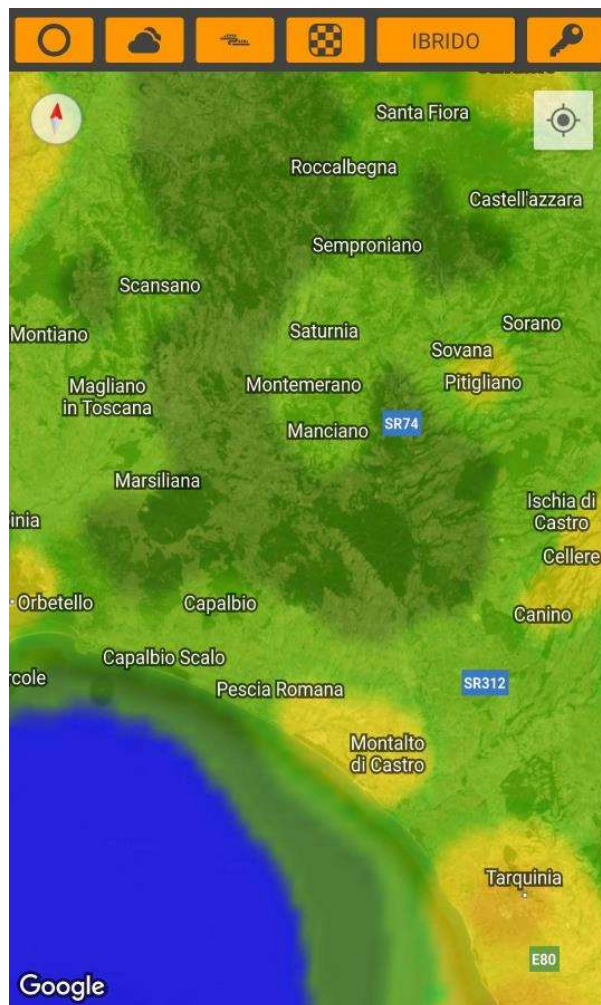 IBRIDO
Santa Fiora
Roccalbegna
Castell'azzara
Semproniano
Scansano
Montiano
Saturnia
Sorano
Sovana
Magliano
in Toscana
Montemerano
Pitigliano
Manciano
SR74
Marsiliana
Ischia di
Castro
inia
Cellere
Orbetello
Capalbio
Canino
Capalbio Scalo
rcole
Pescia Romana
SR312
Montalto
di Castro
Tarquinia
E80
Google